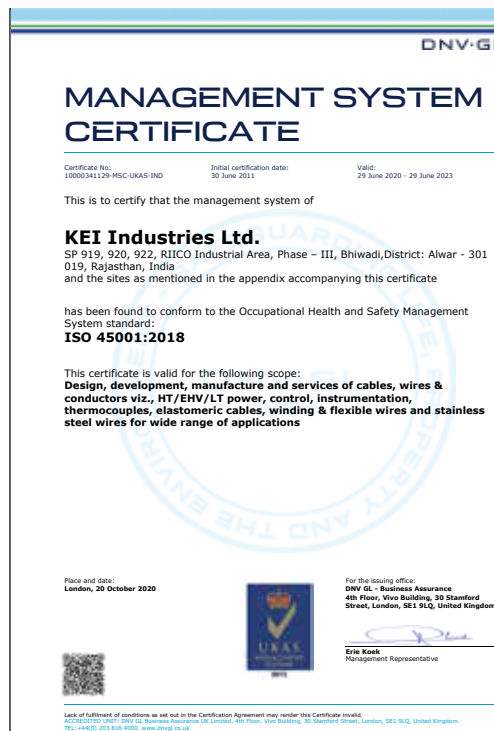 DNV·G
MANAGEMENT SYSTEM
CERTIFICATE
Certificate No:
10000341129-MSC-UKAS-IND
Initial certification date:
30 June 2011
Valid:
29 June 2020 - 29 June 2023
This is to certify that the management system of
KEI Industries Ltd.
SP 919, 920, 922, RIICO Industrial Area, Phase – III, Bhiwadi,District: Alwar - 301
019, Rajasthan, India
and the sites as mentioned in the appendix accompanying this certificate
has been found to conform to the Occupational Health and Safety Management
System standard:
ISO 45001:2018
This certificate is valid for the following scope:
Design, development, manufacture and services of cables, wires &
conductors viz., HT/EHV/LT power, control, instrumentation,
thermocouples, elastomeric cables, winding & flexible wires and stainless
steel wires for wide range of applications
Place and date:
London, 20 October 2020
UKAS
MANAGEMENT
SYSTEMS
For the issuing office:
DNV GL - Business Assurance
4th Floor, Vivo Building, 30 Stamford
Street, London, SE1 9LQ, United Kingdom
Erie Koek
Management Representative
Lack of fulfilment of conditions as set out in the Certification Agreement may render this Certificate invalid.
ACCREDITED UNIT: DNV GL Business Assurance UK Limited, 4th Floor, Vivo Building, 30 Stamford Street, London, SE1 9LQ, United Kingdom.
TEL:+44(0) 203 816 4000. www.dnvgl.co.uk